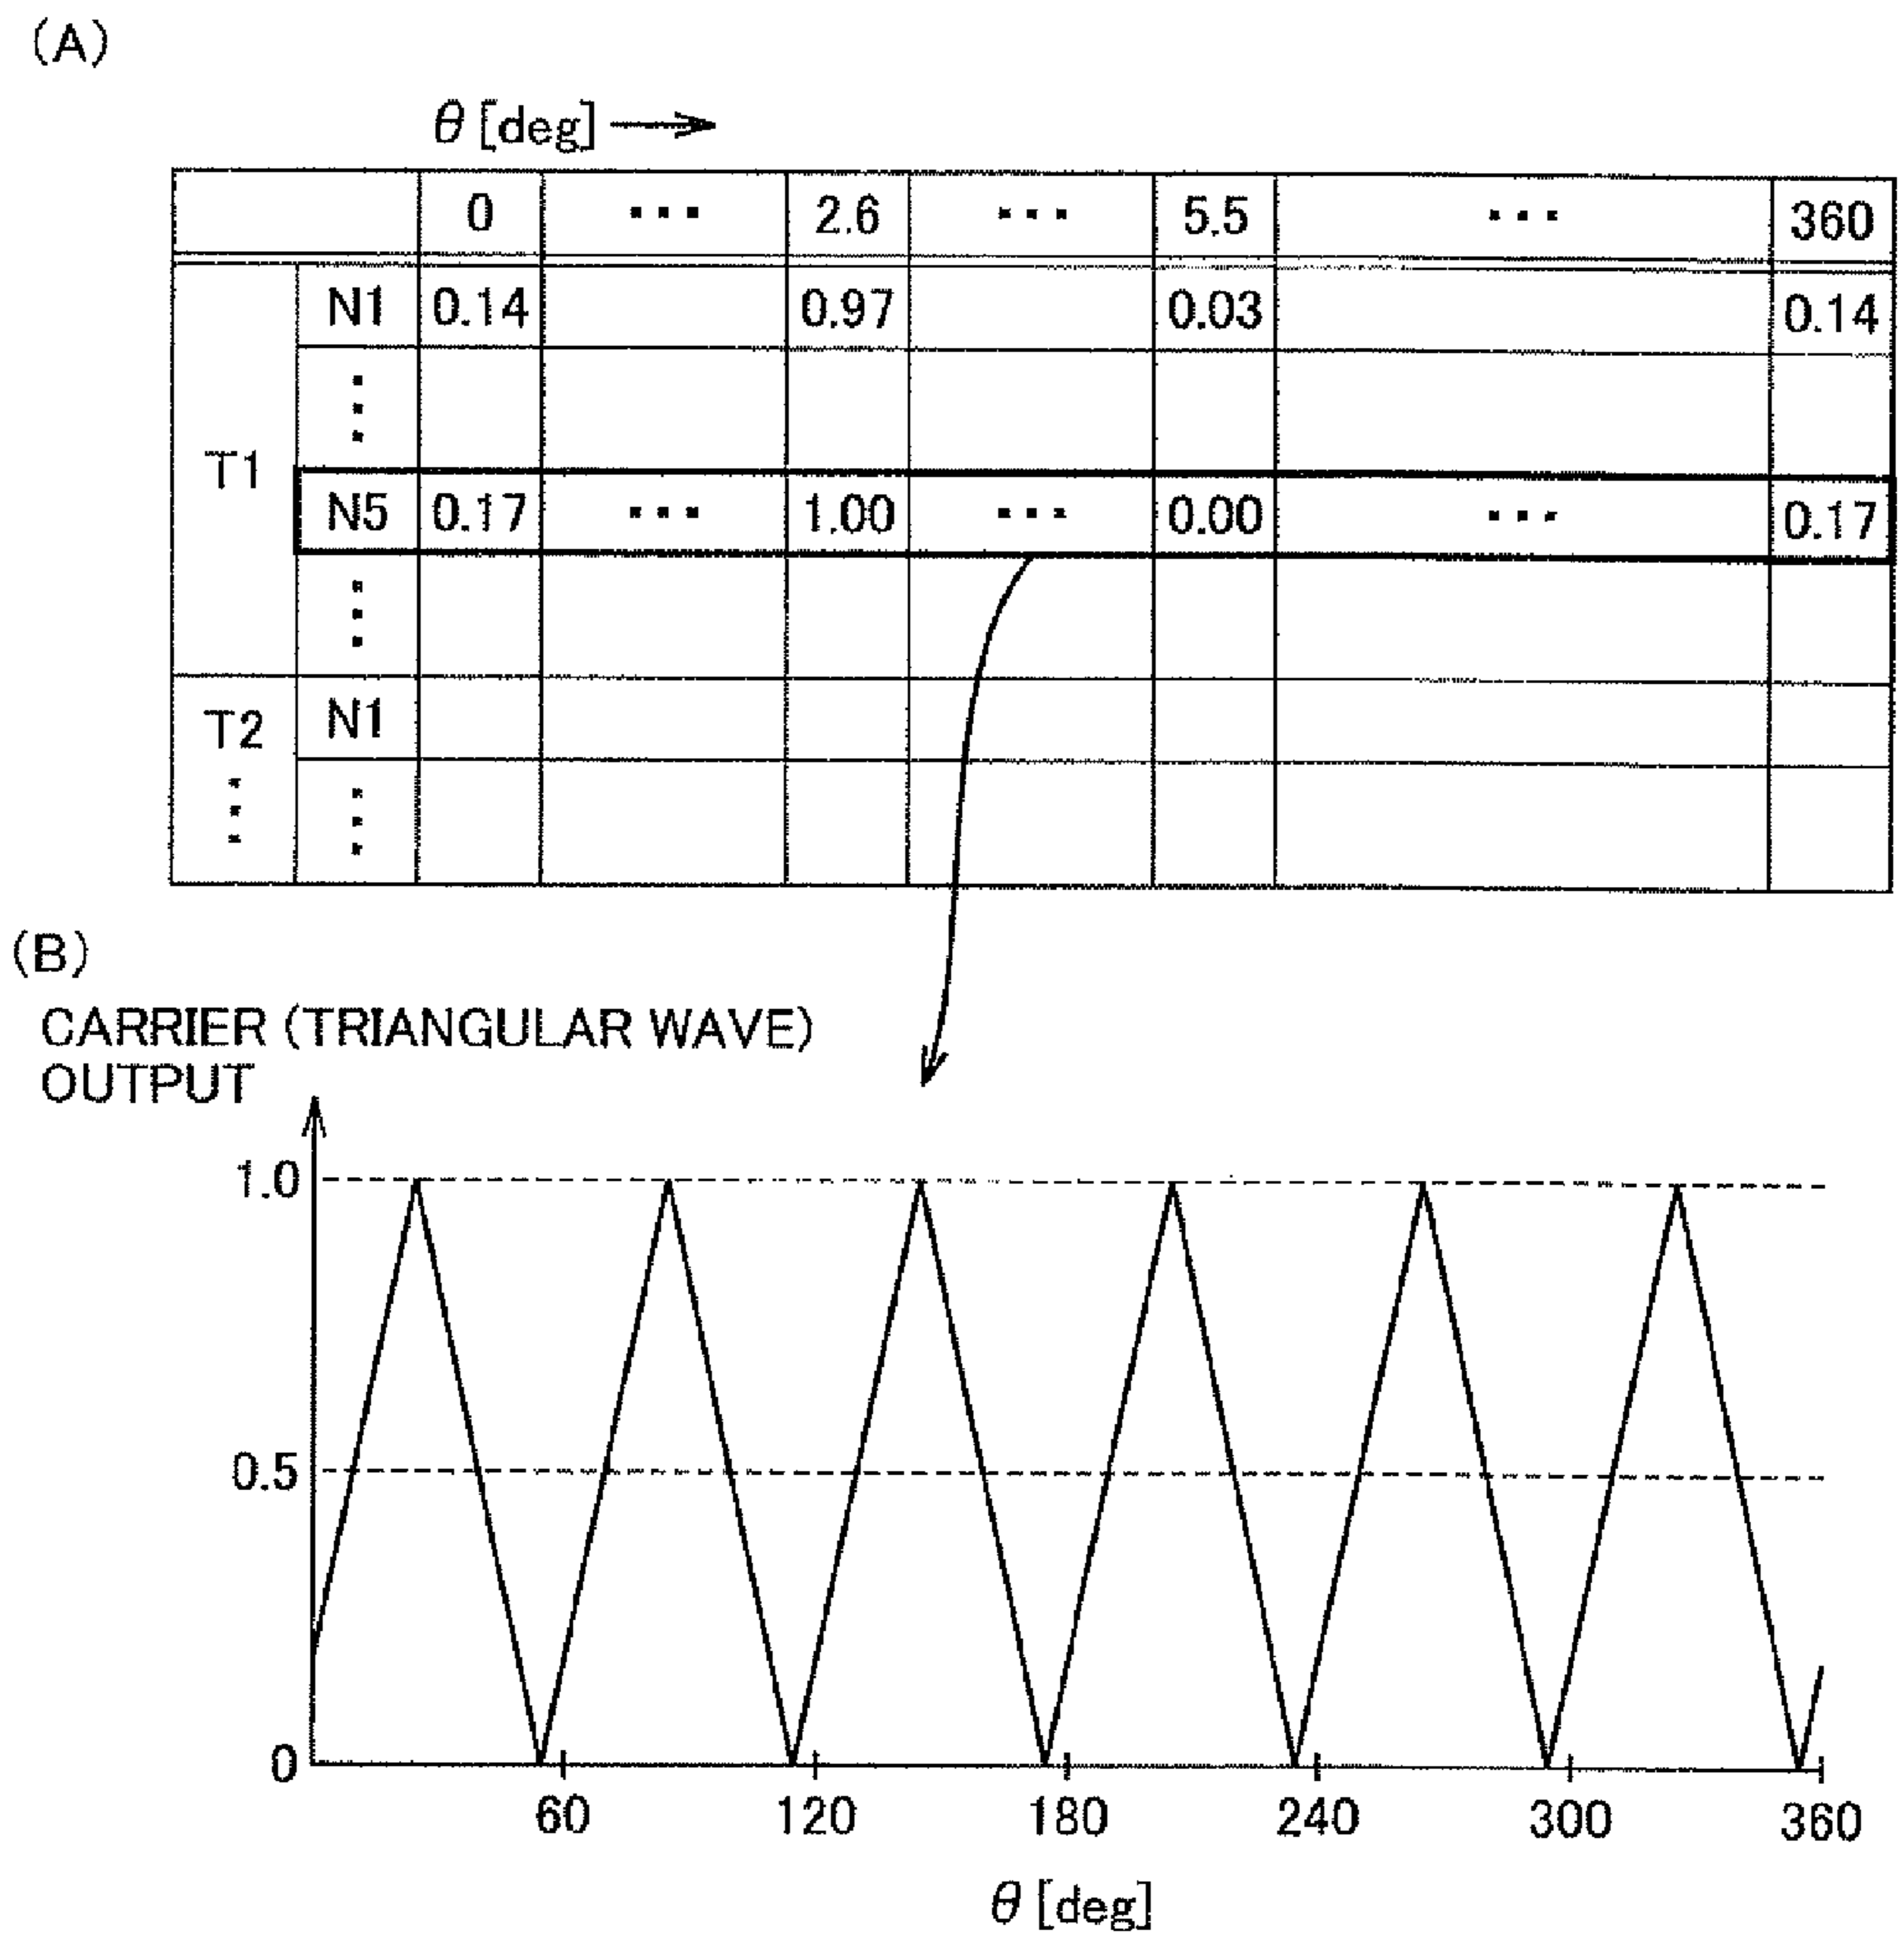 (A)
θ [deg]
0 ··· 2.6 ··· 5.5 ··· 360
T1 N1 0.14 0.97 0.03 0.14
⋮
N5 0.17 ··· 1.00 ··· 0.00 ··· 0.17
⋮
T2 N1
⋮ ⋮
(B)
CARRIER (TRIANGULAR WAVE)
OUTPUT
1.0
0.5
0
60 120 180 240 300 360
θ [deg]